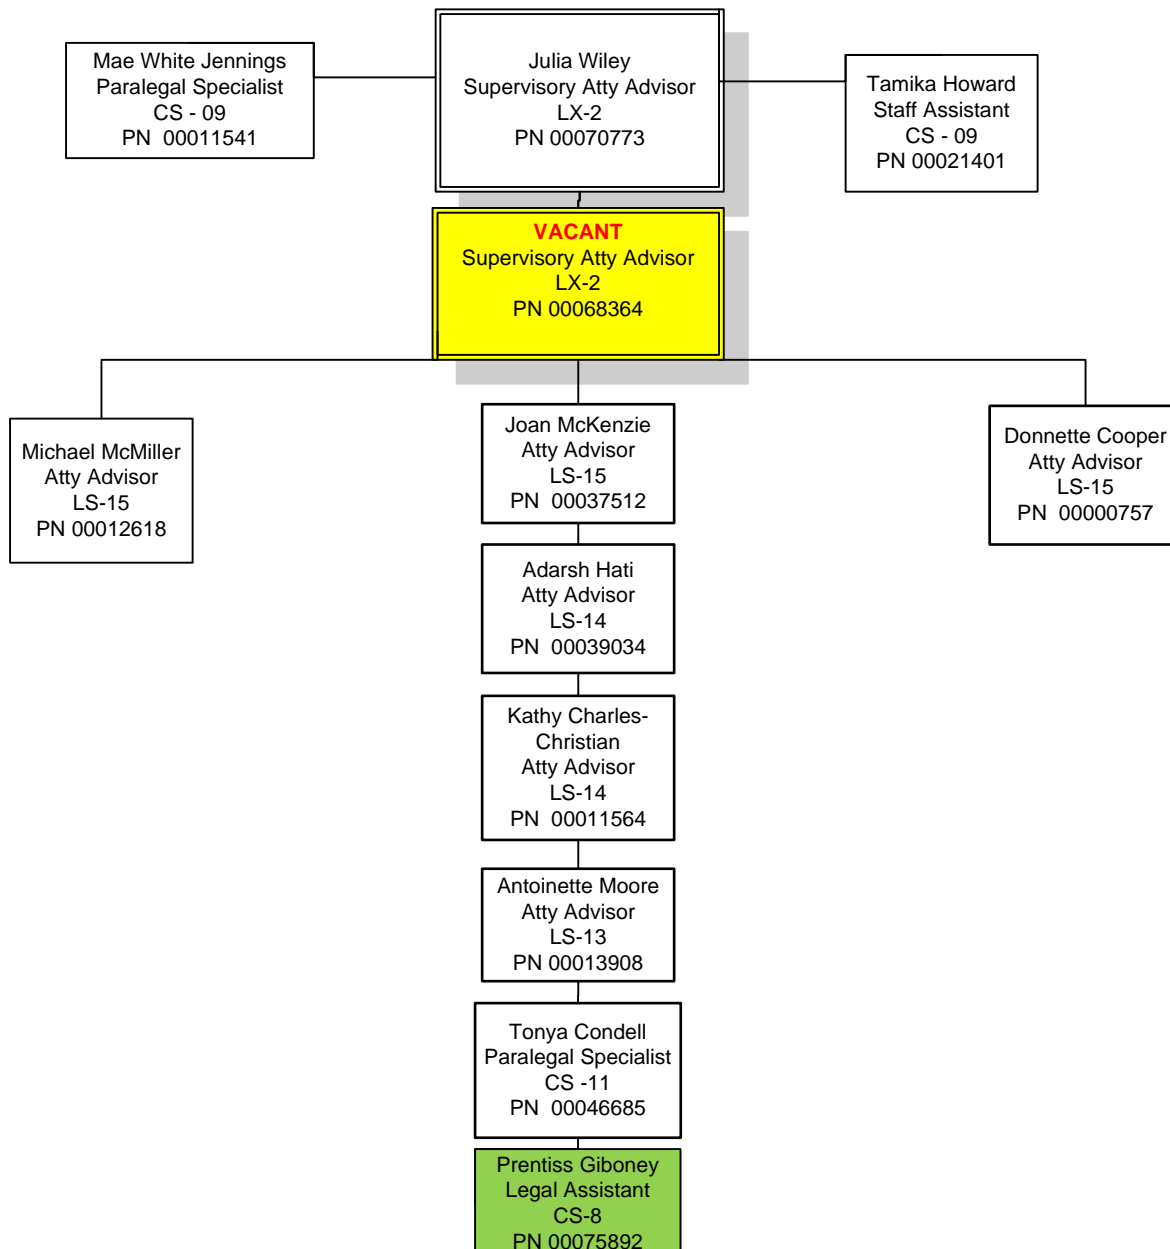 Mae White Jennings
Paralegal Specialist
CS - 09
PN  00011541
Julia Wiley
Supervisory Atty Advisor
LX-2
PN 00070773
Tamika Howard
Staff Assistant
CS - 09
PN 00021401
VACANT
Supervisory Atty Advisor
LX-2
PN 00068364
Michael McMiller
Atty Advisor
LS-15
PN 00012618
Joan McKenzie
Atty Advisor
LS-15
PN  00037512
Donnette Cooper
Atty Advisor
LS-15
PN  00000757
Adarsh Hati
Atty Advisor
LS-14
PN  00039034
Kathy Charles-
Christian
Atty Advisor
LS-14
PN  00011564
Antoinette Moore
Atty Advisor
LS-13
PN 00013908
Tonya Condell
Paralegal Specialist
CS -11
PN  00046685
Prentiss Giboney
Legal Assistant
CS-8
PN 00075892